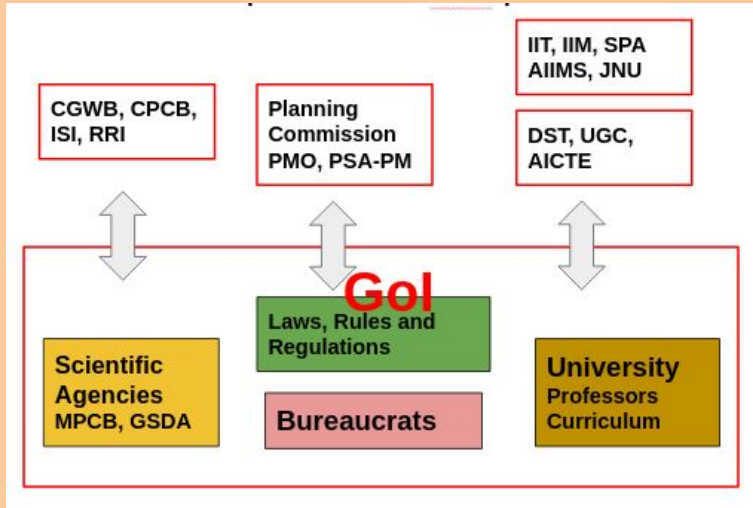 IIT, IIM, SPA
AIIMS, JNU
CGWB, CPCB,
ISI, RRI
Planning
Commission
PMO, PSA-PM
DST, UGC,
AICTE
GoI
Laws, Rules and
Regulations
Scientific
Agencies
MPCB, GSDA
Bureaucrats
University
Professors
Curriculum